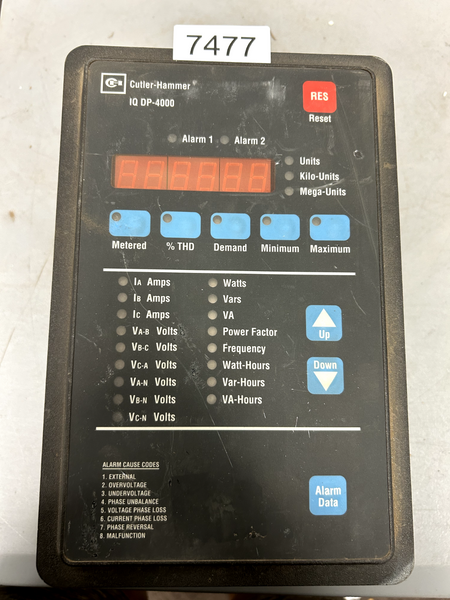 7477
Cutler-Hammer
IQ DP-4000
RES
Reset
Alarm 1 Alarm 2
Units
Kilo-Units
Mega-Units
Metered % THD Demand Minimum Maximum
IA Amps Watts
IB Amps Vars
IC Amps VA
VA-B Volts Power Factor
VB-C Volts Frequency
VC-A Volts Watt-Hours
VA-N Volts Var-Hours
VB-N Volts VA-Hours
VC-N Volts
Up
Down
ALARM CAUSE CODES
1. EXTERNAL
2. OVERVOLTAGE
3. UNDERVOLTAGE
4. PHASE UNBALANCE
5. VOLTAGE PHASE LOSS
6. CURRENT PHASE LOSS
7. PHASE REVERSAL
8. MALFUNCTION
Alarm
Data